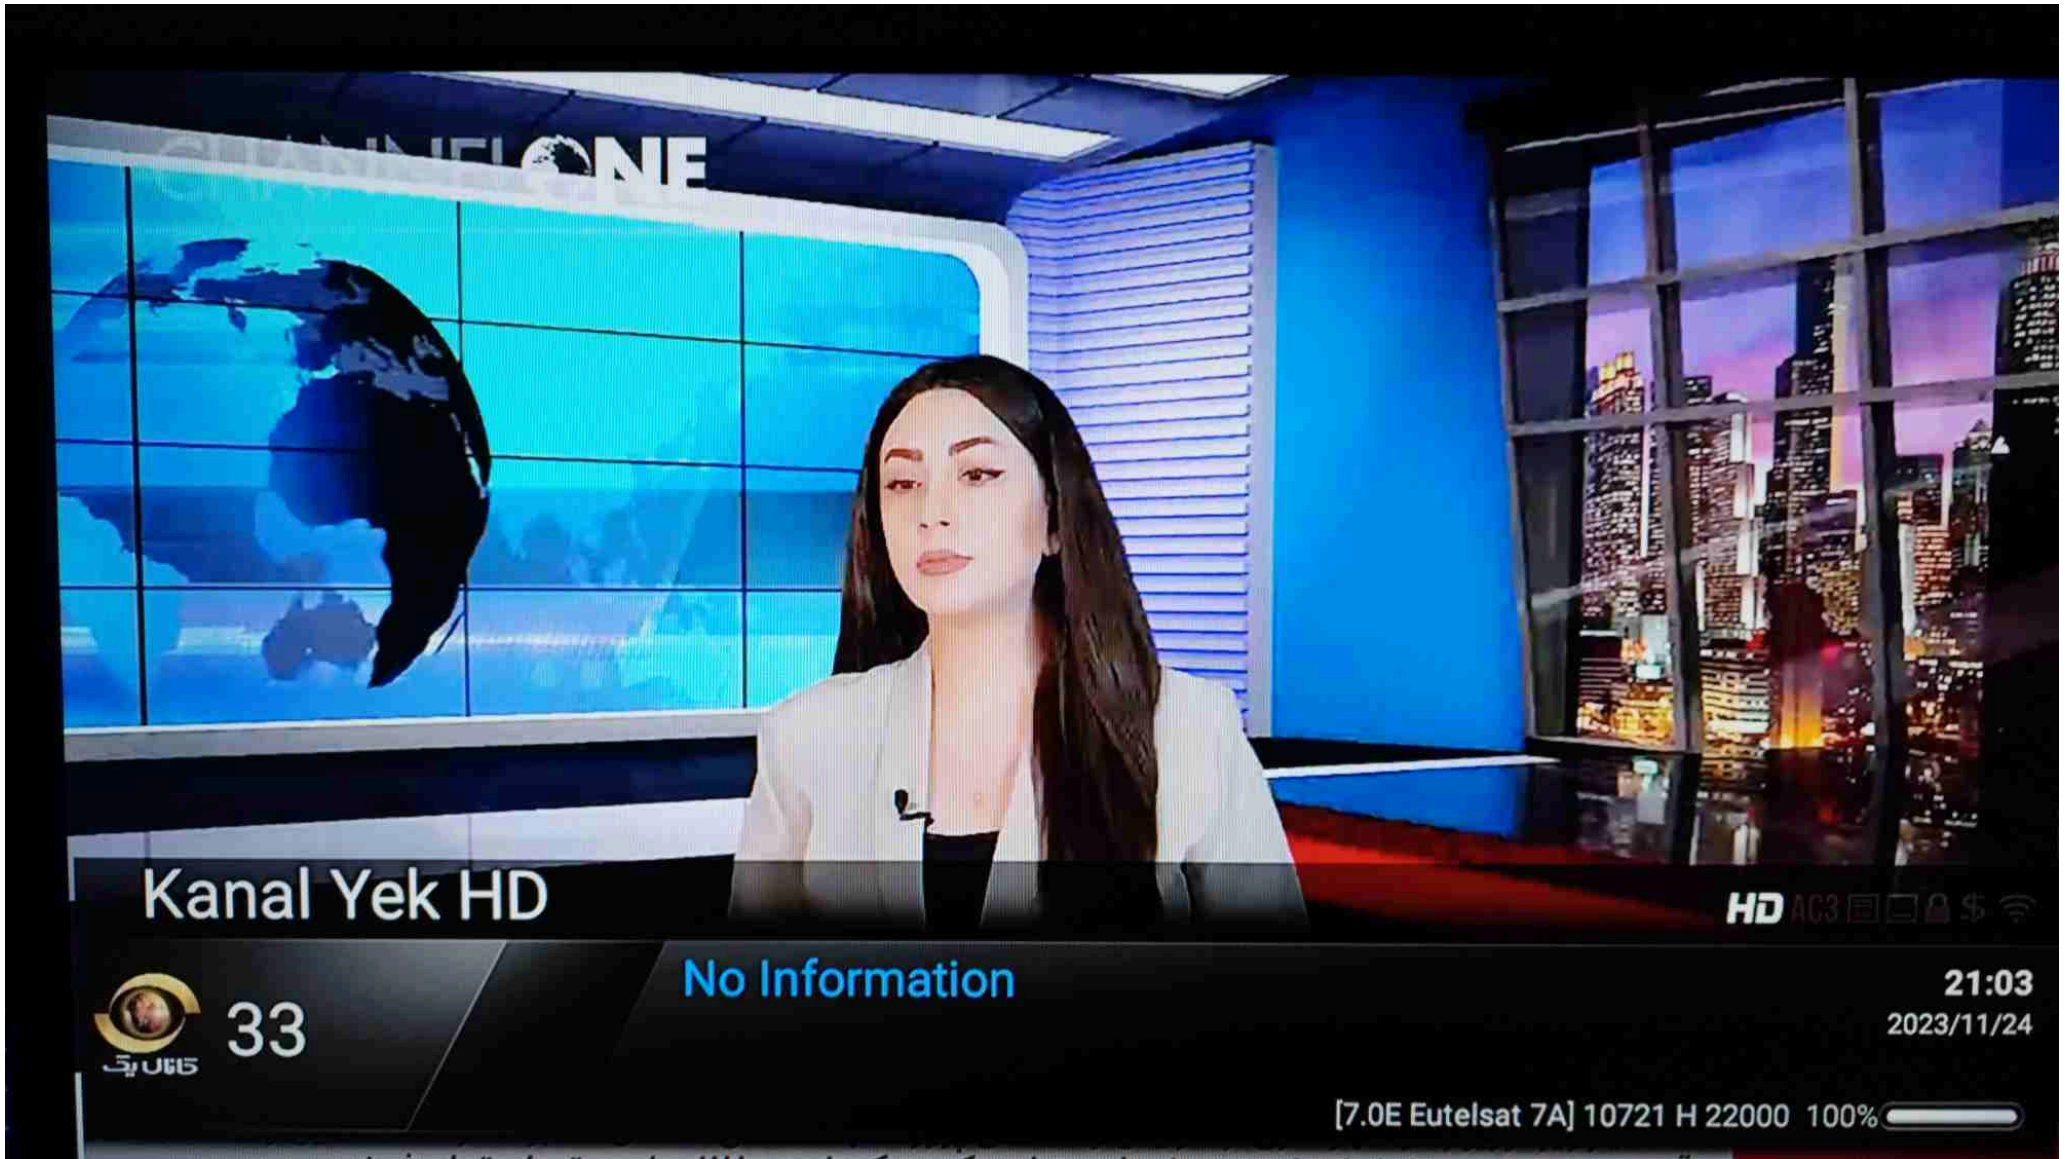 CHANNEL ONE
Kanal Yek HD
HD AC3 $
33
No Information
21:03
2023/11/24
کانال یک
[7.0E Eutelsat 7A] 10721 H 22000 100%